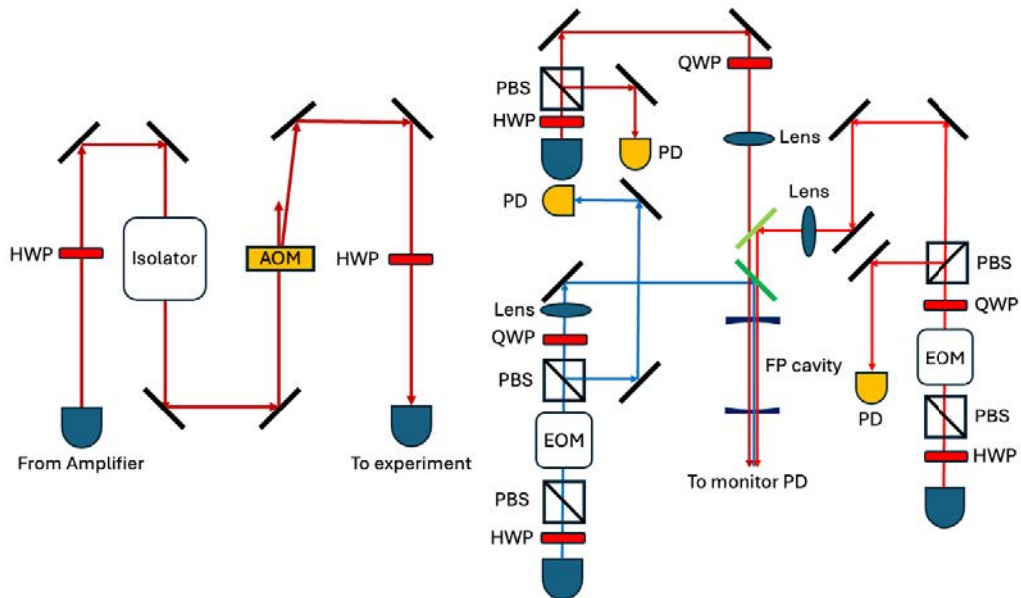 HWP
Isolator
AOM
HWP
From Amplifier
To experiment
QWP
PBS
HWP
PD
Lens
PD
Lens
Lens
QWP
PBS
EOM
PBS
HWP
FP cavity
To monitor PD
PBS
QWP
EOM
PD
PBS
HWP